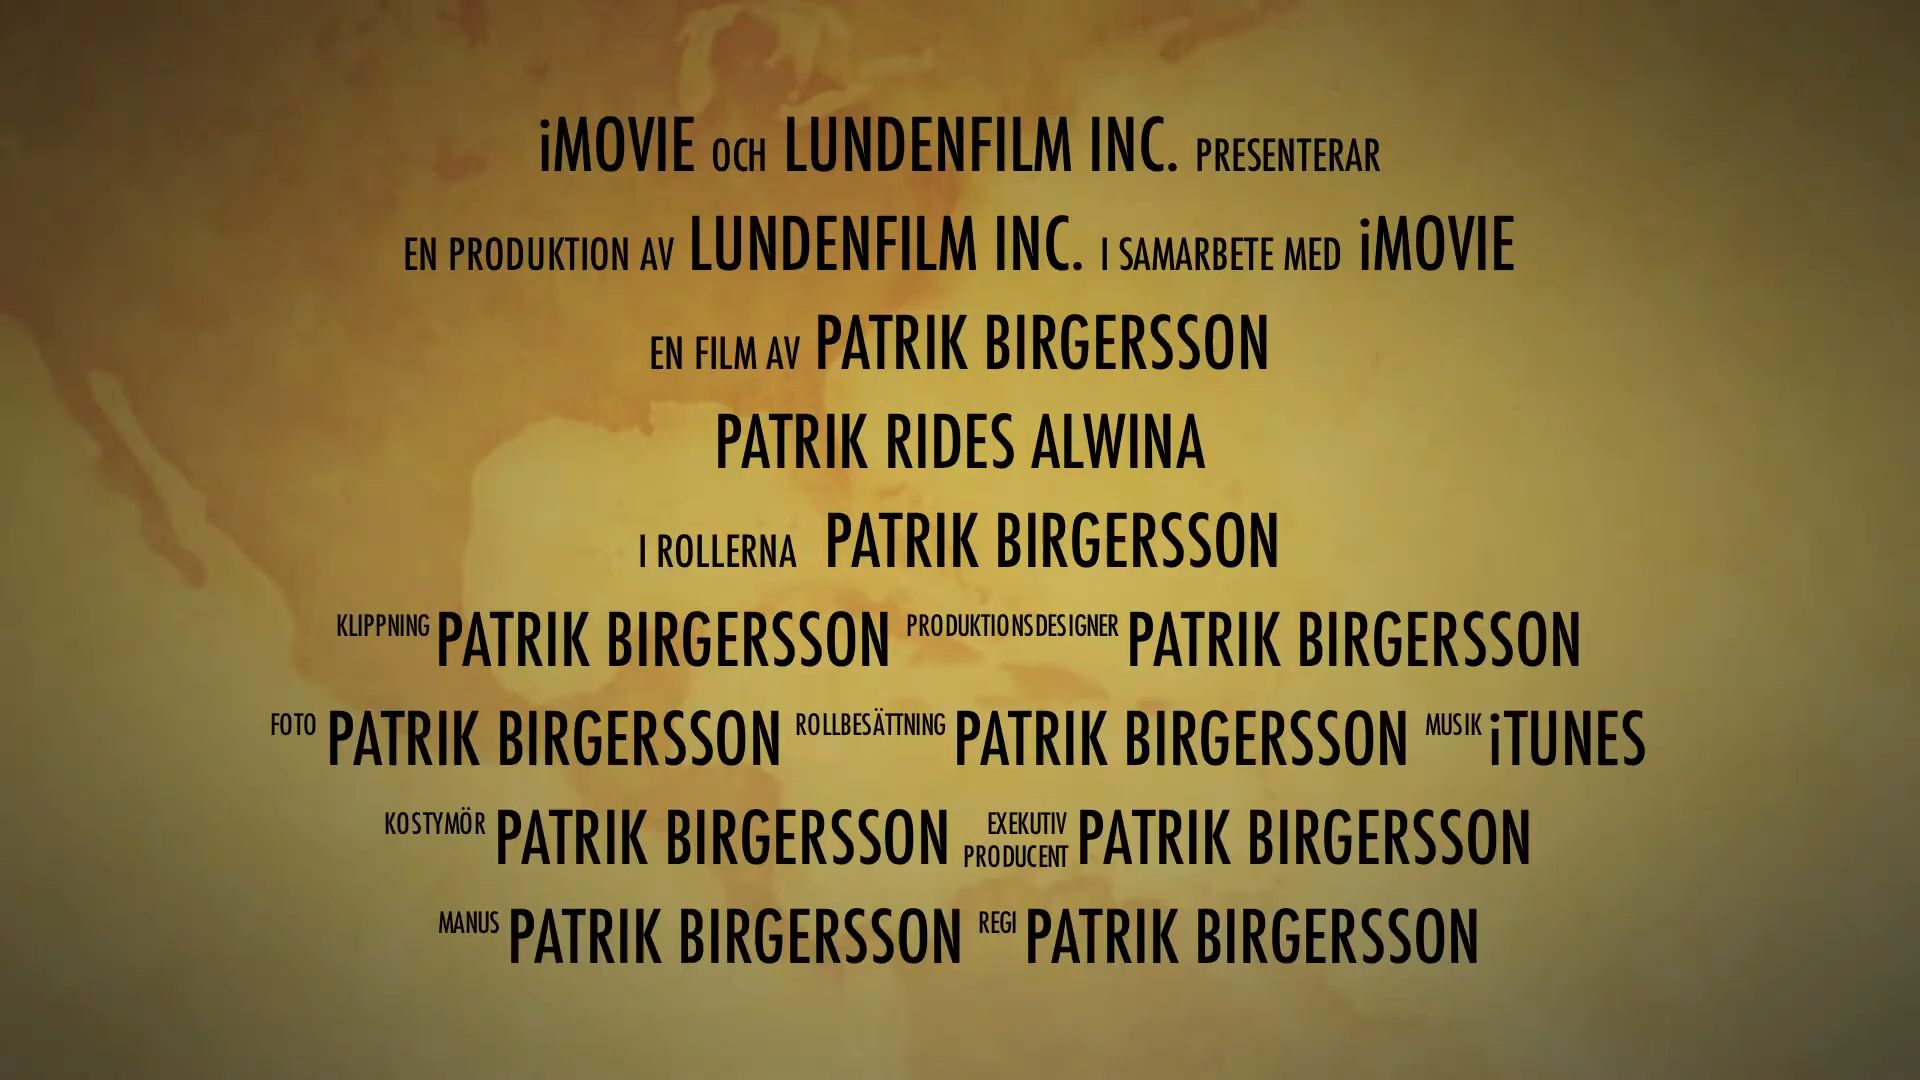 iMOVIE OCH LUNDENFILM INC. PRESENTERAR
EN PRODUKTION AV LUNDENFILM INC. I SAMARBETE MED iMOVIE
EN FILM AV PATRIK BIRGERSSON
PATRIK RIDES ALWINA
I ROLLERNA PATRIK BIRGERSSON
KLIPPNING PATRIK BIRGERSSON PRODUKTIONSDESIGNER PATRIK BIRGERSSON
FOTO PATRIK BIRGERSSON ROLLBESÄTTNING PATRIK BIRGERSSON MUSIK iTUNES
KOSTYMÖR PATRIK BIRGERSSON EXEKUTIV PRODUCENT PATRIK BIRGERSSON
MANUS PATRIK BIRGERSSON REGI PATRIK BIRGERSSON